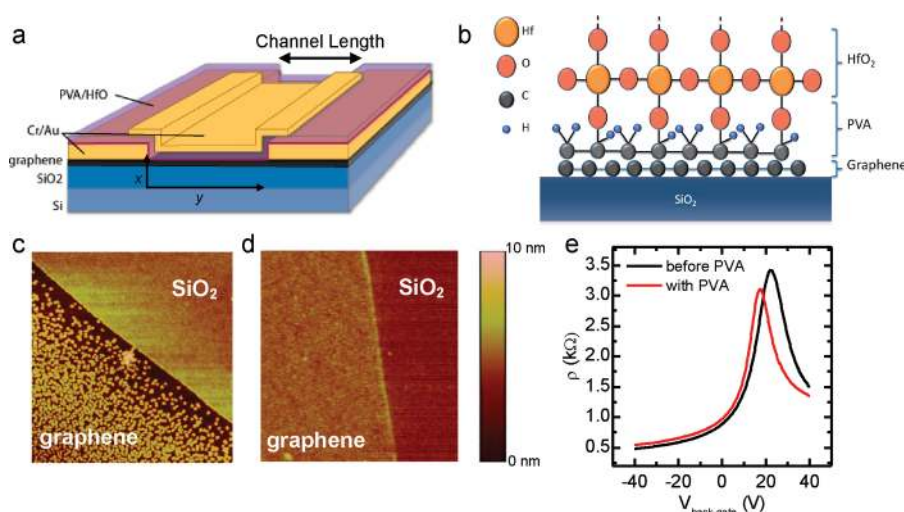 a
Channel Length
PVA/HfO
Cr/Au
graphene
SiO2
Si
x
y
b
Hf
O
C
H
HfO₂
PVA
Graphene
SiO₂
c
SiO₂
graphene
d
SiO₂
graphene
10 nm
0 nm
e
before PVA
with PVA
3.5
3.0
2.5
2.0
1.5
1.0
0.5
ρ (kΩ)
-40 -20 0 20 40
V (V)